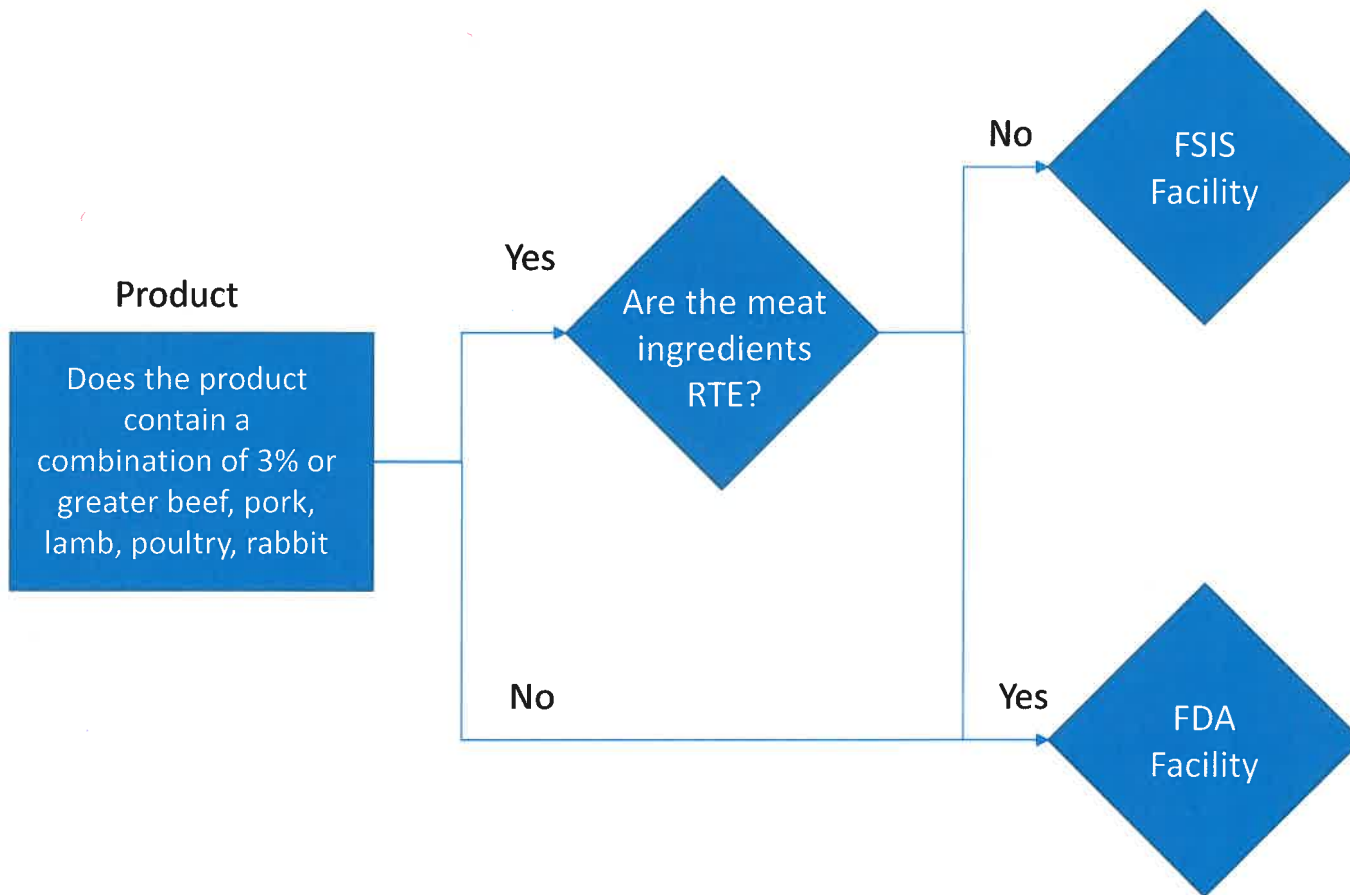 Product
Does the product
contain a
combination of 3% or
greater beef, pork,
lamb, poultry, rabbit
Yes
No
Are the meat
ingredients
RTE?
No
FSIS
Facility
Yes
FDA
Facility